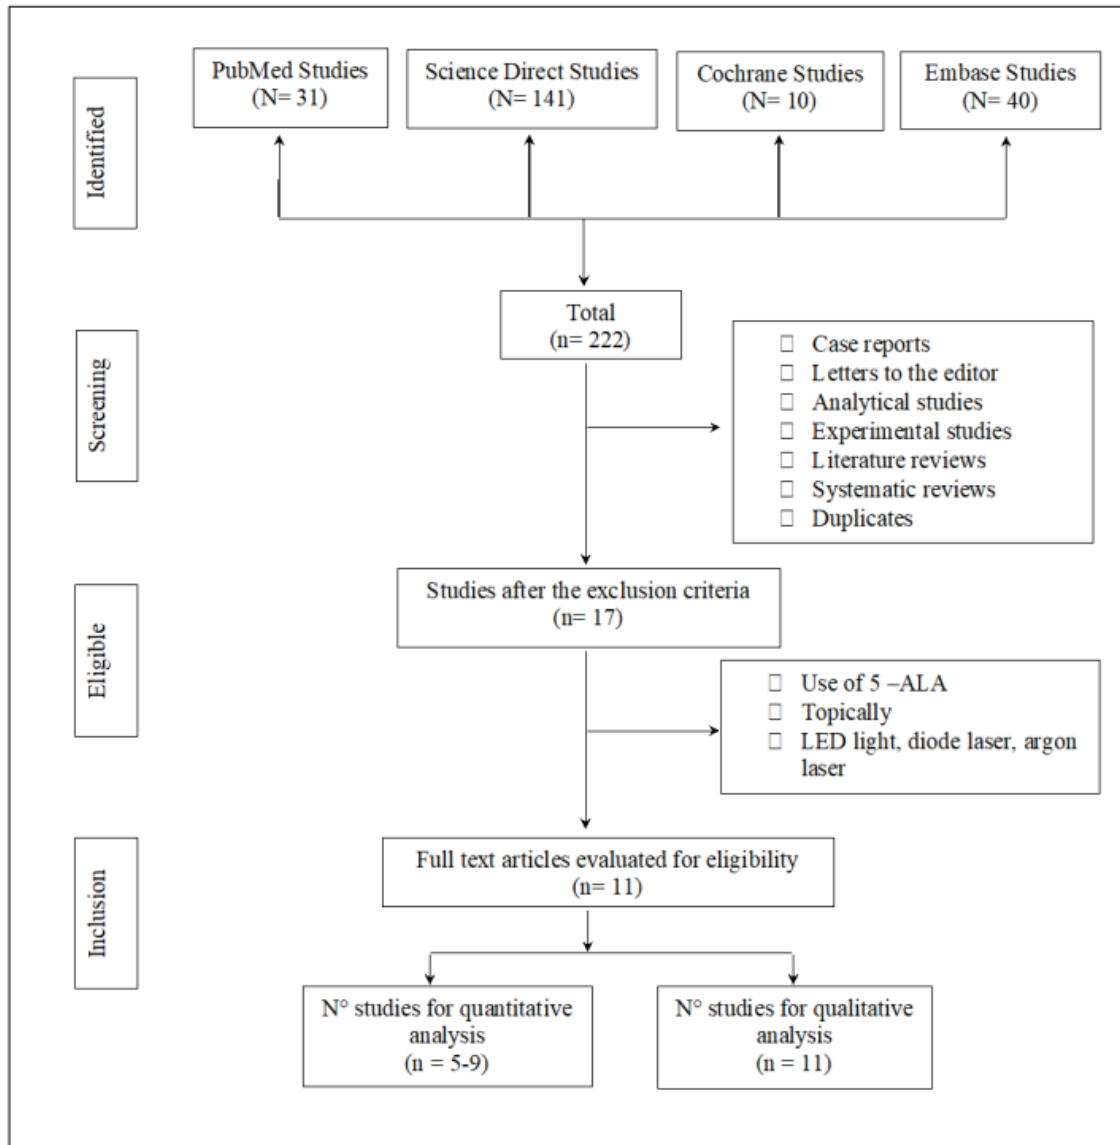 Identified
PubMed Studies
(N= 31)
Science Direct Studies
(N= 141)
Cochrane Studies
(N= 10)
Embase Studies
(N= 40)
Screening
Total
(n= 222)
☐ Case reports
☐ Letters to the editor
☐ Analytical studies
☐ Experimental studies
☐ Literature reviews
☐ Systematic reviews
☐ Duplicates
Eligible
Studies after the exclusion criteria
(n= 17)
☐ Use of 5 –ALA
☐ Topically
☐ LED light, diode laser, argon
laser
Inclusion
Full text articles evaluated for eligibility
(n= 11)
N° studies for quantitative
analysis
(n = 5-9)
N° studies for qualitative
analysis
(n = 11)